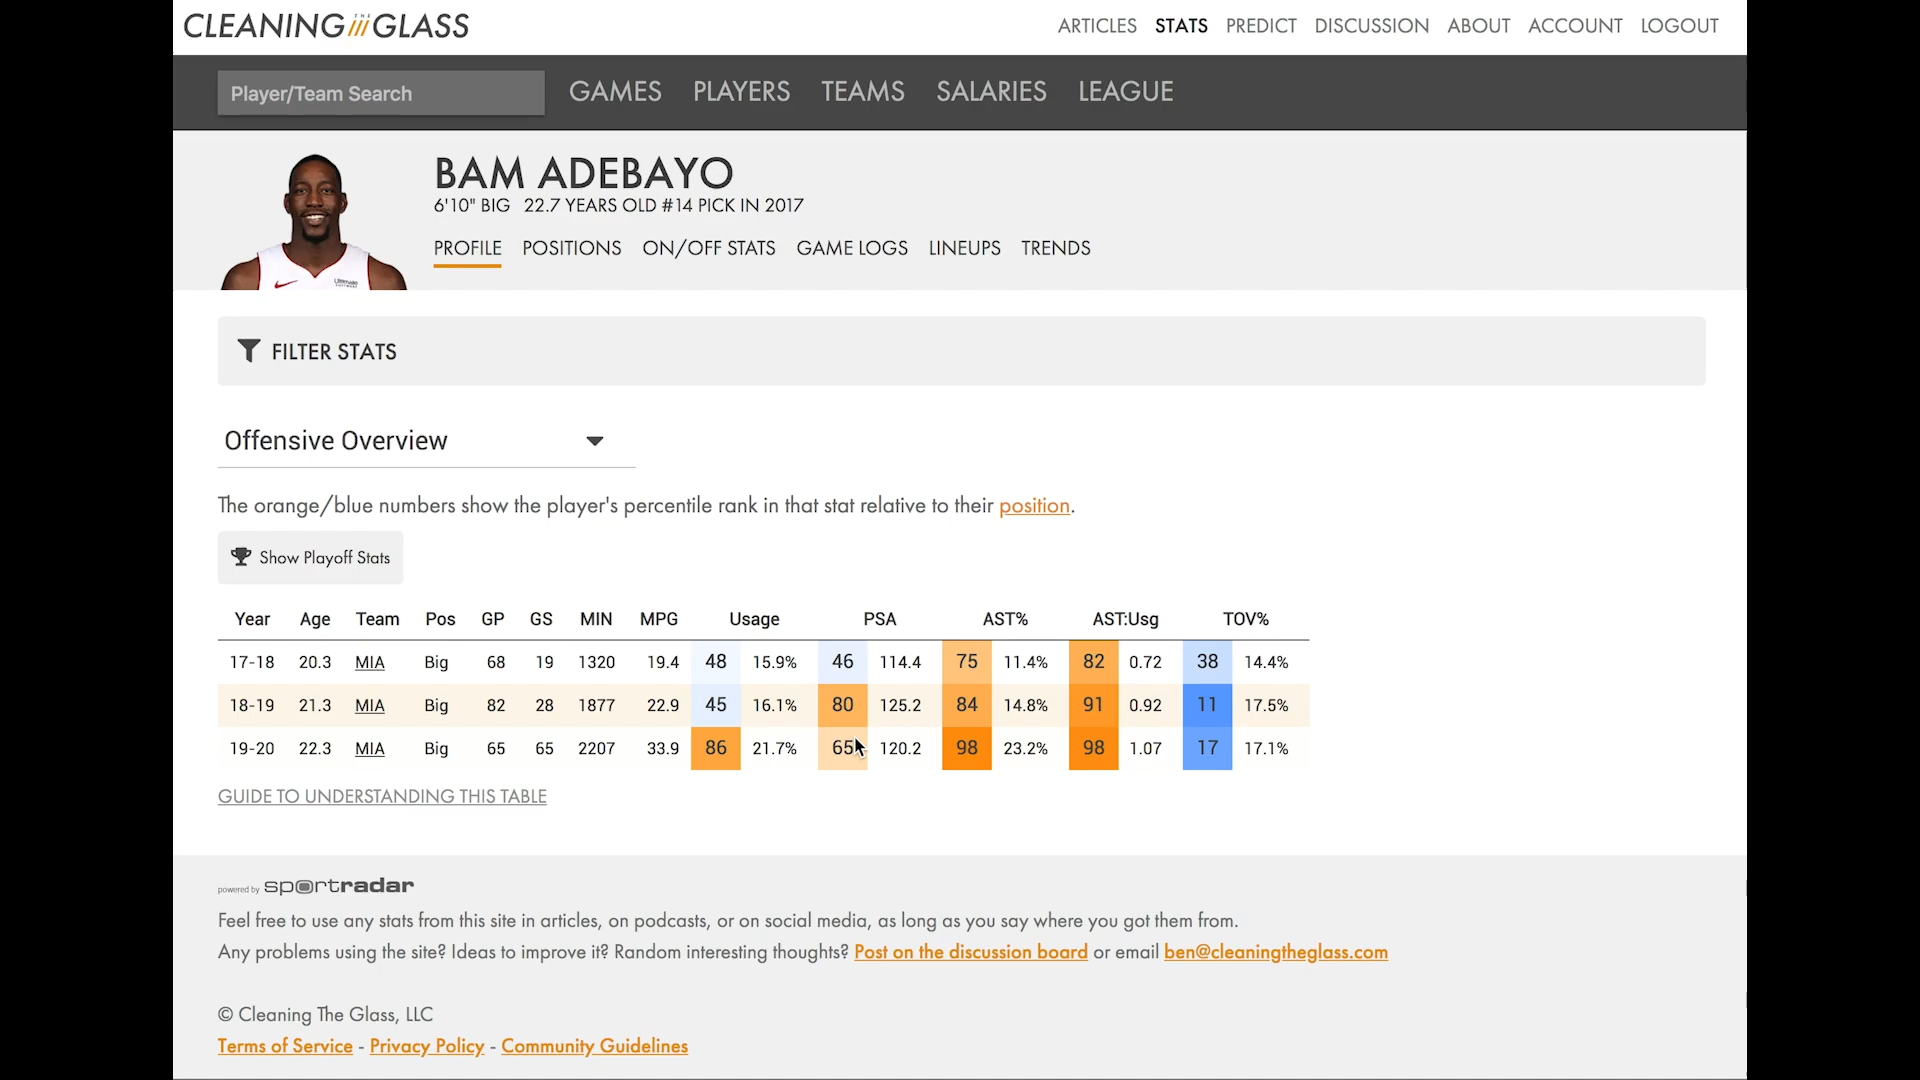 CLEANING THE GLASS
ARTICLES STATS PREDICT DISCUSSION ABOUT ACCOUNT LOGOUT
Player/Team Search GAMES PLAYERS TEAMS SALARIES LEAGUE
BAM ADEBAYO
6'10" BIG 22.7 YEARS OLD #14 PICK IN 2017
PROFILE POSITIONS ON/OFF STATS GAME LOGS LINEUPS TRENDS
FILTER STATS
Offensive Overview
The orange/blue numbers show the player's percentile rank in that stat relative to their position.
Show Playoff Stats
Year Age Team Pos GP GS MIN MPG Usage PSA AST% AST:Usg TOV%
17-18 20.3 MIA Big 68 19 1320 19.4 48 15.9% 46 114.4 75 11.4% 82 0.72 38 14.4%
18-19 21.3 MIA Big 82 28 1877 22.9 45 16.1% 80 125.2 84 14.8% 91 0.92 11 17.5%
19-20 22.3 MIA Big 65 65 2207 33.9 86 21.7% 65 120.2 98 23.2% 98 1.07 17 17.1%
GUIDE TO UNDERSTANDING THIS TABLE
powered by sportradar
Feel free to use any stats from this site in articles, on podcasts, or on social media, as long as you say where you got them from.
Any problems using the site? Ideas to improve it? Random interesting thoughts? Post on the discussion board or email ben@cleaningtheglass.com
© Cleaning The Glass, LLC
Terms of Service - Privacy Policy - Community Guidelines